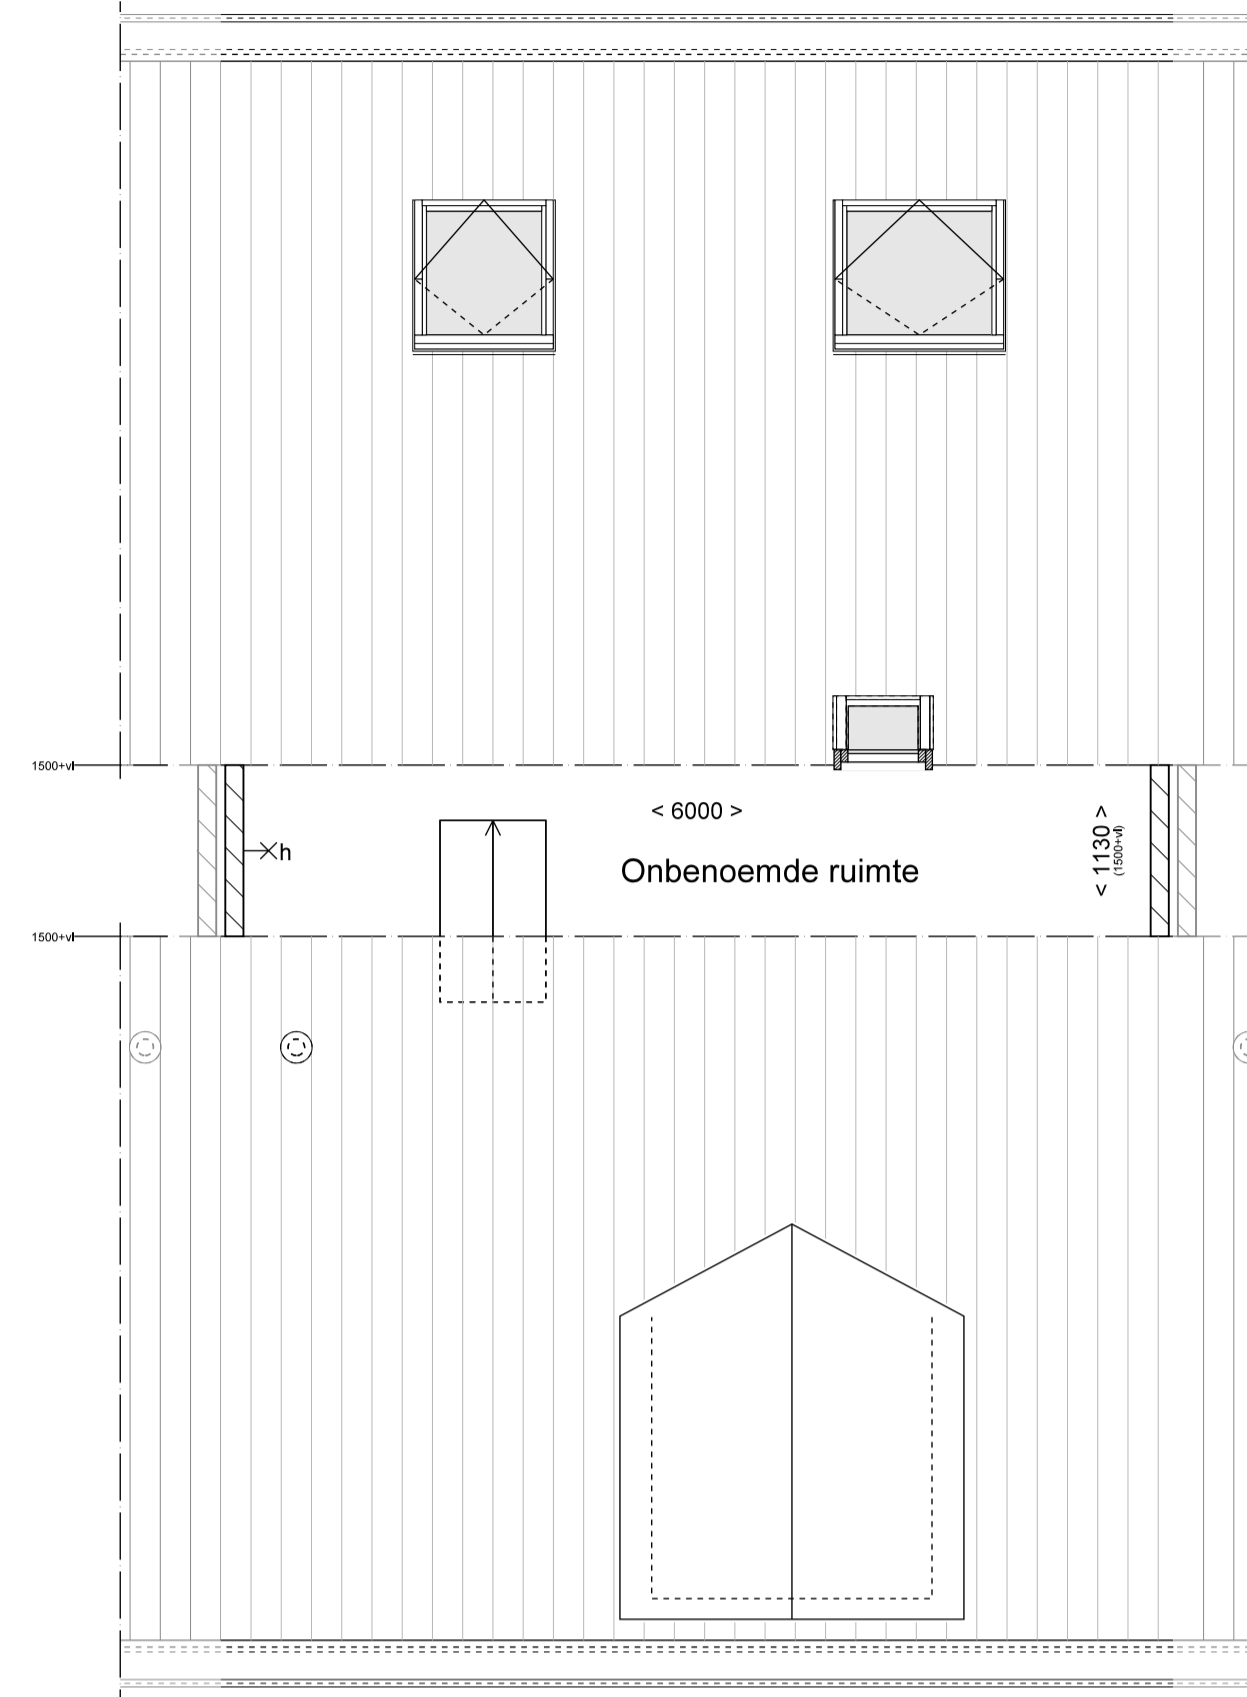 1500+vl
< 6000 >
< 1130 >
(1500+vl)
h
Onbenoemde ruimte
1500+vl